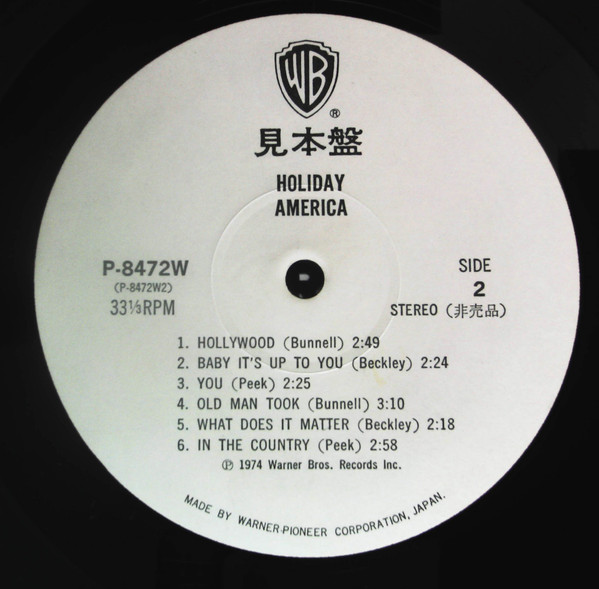 WB
®
見本盤
HOLIDAY
AMERICA
P-8472W
(P-8472W2)
33⅓RPM
SIDE
2
STEREO (非売品)
1. HOLLYWOOD (Bunnell) 2:49
2. BABY IT'S UP TO YOU (Beckley) 2:24
3. YOU (Peek) 2:25
4. OLD MAN TOOK (Bunnell) 3:10
5. WHAT DOES IT MATTER (Beckley) 2:18
6. IN THE COUNTRY (Peek) 2:58
Ⓟ 1974 Warner Bros. Records Inc.
MADE BY WARNER-PIONEER CORPORATION, JAPAN.